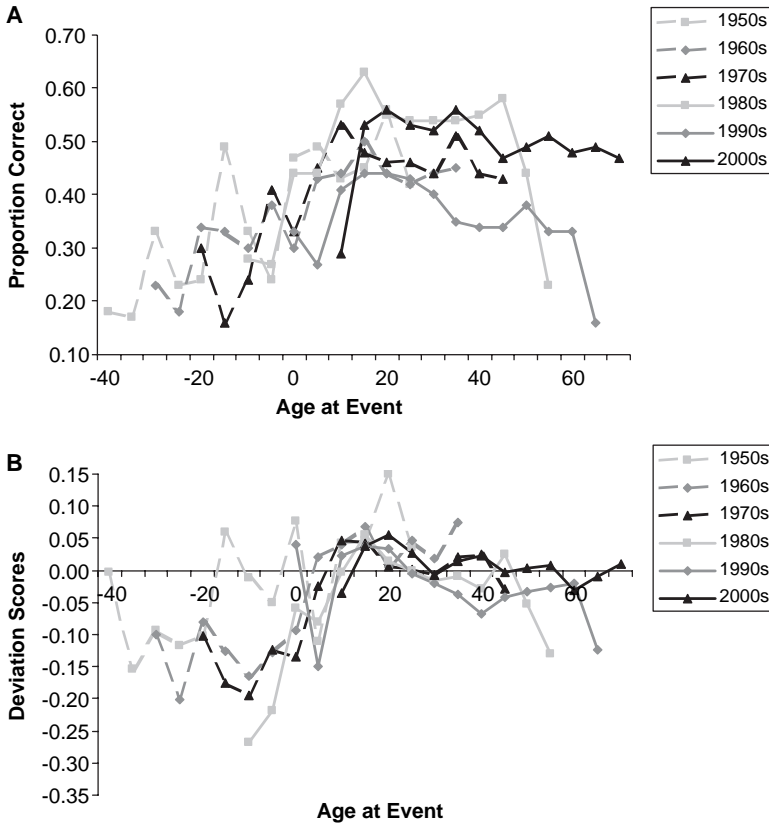 A
0.70
0.60
0.50
0.40
0.30
0.20
0.10
Proportion Correct
-40 -20 0 20 40 60
Age at Event
1950s
1960s
1970s
1980s
1990s
2000s
B
0.15
0.10
0.05
0.00
-0.05
-0.10
-0.15
-0.20
-0.25
-0.30
-0.35
Deviation Scores
-40 -20 0 20 40 60
Age at Event
1950s
1960s
1970s
1980s
1990s
2000s